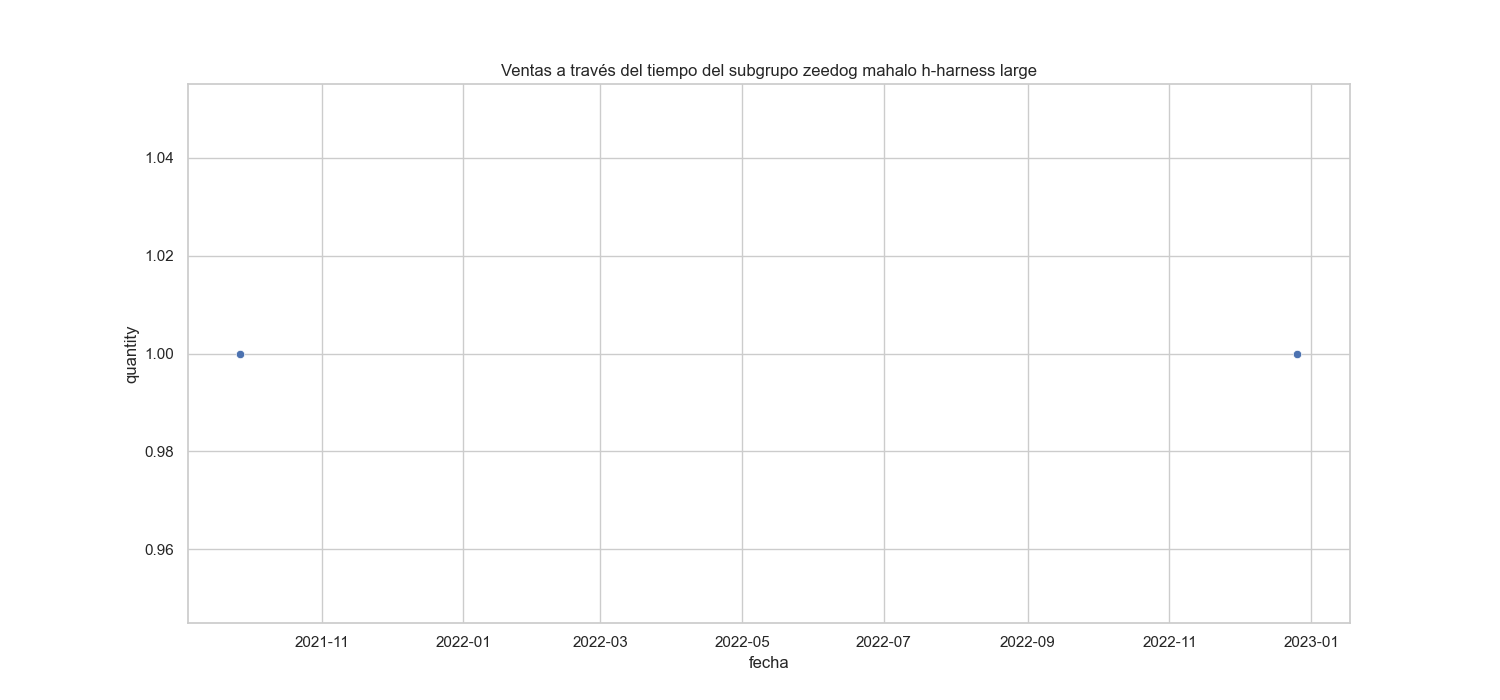 Ventas a través del tiempo del subgrupo zeedog mahalo h-harness large
1.04
1.02
1.00
0.98
0.96
quantity
2021-11 2022-01 2022-03 2022-05 2022-07 2022-09 2022-11 2023-01
fecha